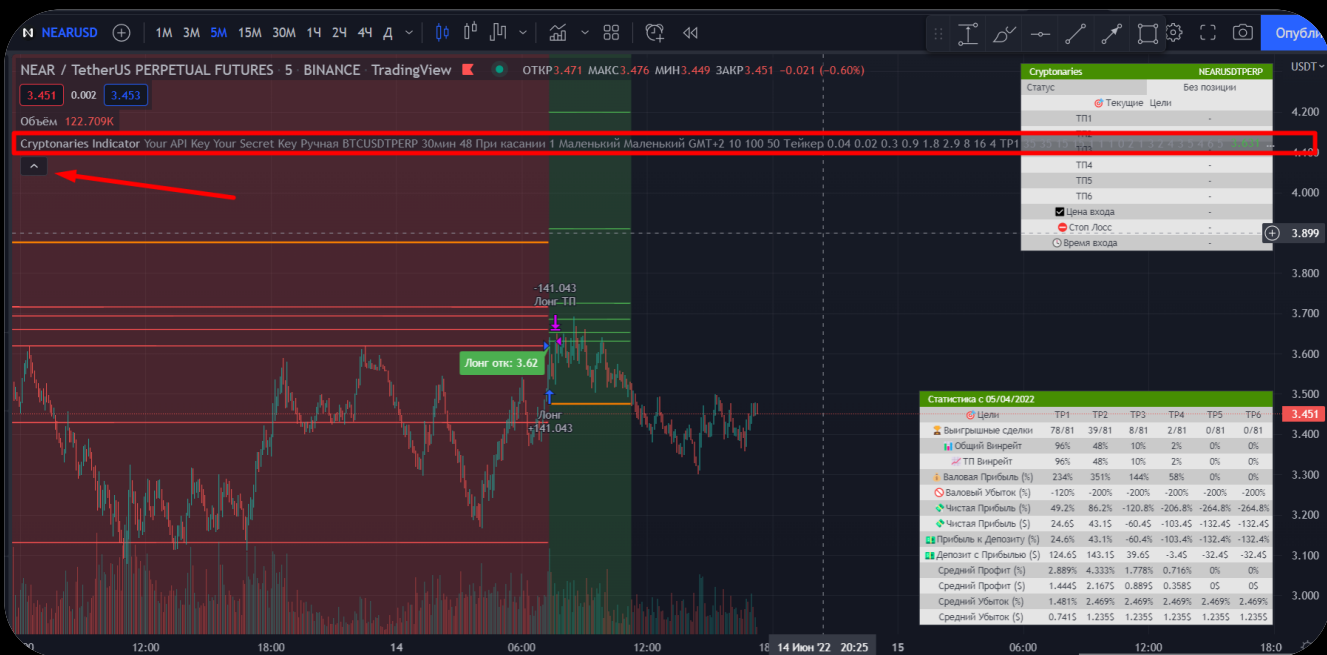 NEARUSD 1М 3М 5М 15М 30М 1Ч 2Ч 4Ч Д Опубли
NEAR / TetherUS PERPETUAL FUTURES · 5 · BINANCE · TradingView ОТКР3.471 МАКС3.476 МИН3.449 ЗАКР3.451 −0.021 (−0.60%)
USDT
3.451 0.002 3.453
Объём 122.709K
Cryptonaries Indicator Your API Key Your Secret Key Ручная BTCUSDTPERP 30мин 48 При касании 1 Маленький Маленький GMT+2 10 100 50 Тейкер 0.04 0.02 0.3 0.9 1.8 2.9 8 16 4 TP1
Cryptonaries NEARUSDTPERP
Статус Без позиции
Текущие Цели
ТП1 -
ТП4 -
ТП5 -
ТП6 -
Цена входа -
Стоп Лосс -
Время входа -
4.200
4.100
4.000
3.899
3.800
3.700
3.600
3.500
3.451
3.400
3.300
3.200
3.100
3.000
-141.043
Лонг ТП
Лонг отк: 3.62
Лонг
+141.043
Статистика с 05/04/2022
Цели TP1 TP2 TP3 TP4 TP5 TP6
Выигрышные сделки 78/81 39/81 8/81 2/81 0/81 0/81
Общий Винрейт 96% 48% 10% 2% 0% 0%
ТП Винрейт 96% 48% 10% 2% 0% 0%
Валовая Прибыль (%) 234% 351% 144% 58% 0% 0%
Валовый Убыток (%) -120% -200% -200% -200% -200% -200%
Чистая Прибыль (%) 49.2% 86.2% -120.8% -206.8% -264.8% -264.8%
Чистая Прибыль ($) 24.6$ 43.1$ -60.4$ -103.4$ -132.4$ -132.4$
Прибыль к Депозиту (%) 24.6% 43.1% -60.4% -103.4% -132.4% -132.4%
Депозит с Прибылью ($) 124.6$ 143.1$ 39.6$ -3.4$ -32.4$ -32.4$
Средний Профит (%) 2.889% 4.333% 1.778% 0.716% 0% 0%
Средний Профит ($) 1.444$ 2.167$ 0.889$ 0.358$ 0$ 0$
Средний Убыток (%) 1.481% 2.469% 2.469% 2.469% 2.469% 2.469%
Средний Убыток ($) 0.741$ 1.235$ 1.235$ 1.235$ 1.235$ 1.235$
12:00 18:00 14 06:00 12:00 18 14 Июн '22 20:25 15 06:00 12:00 18:0